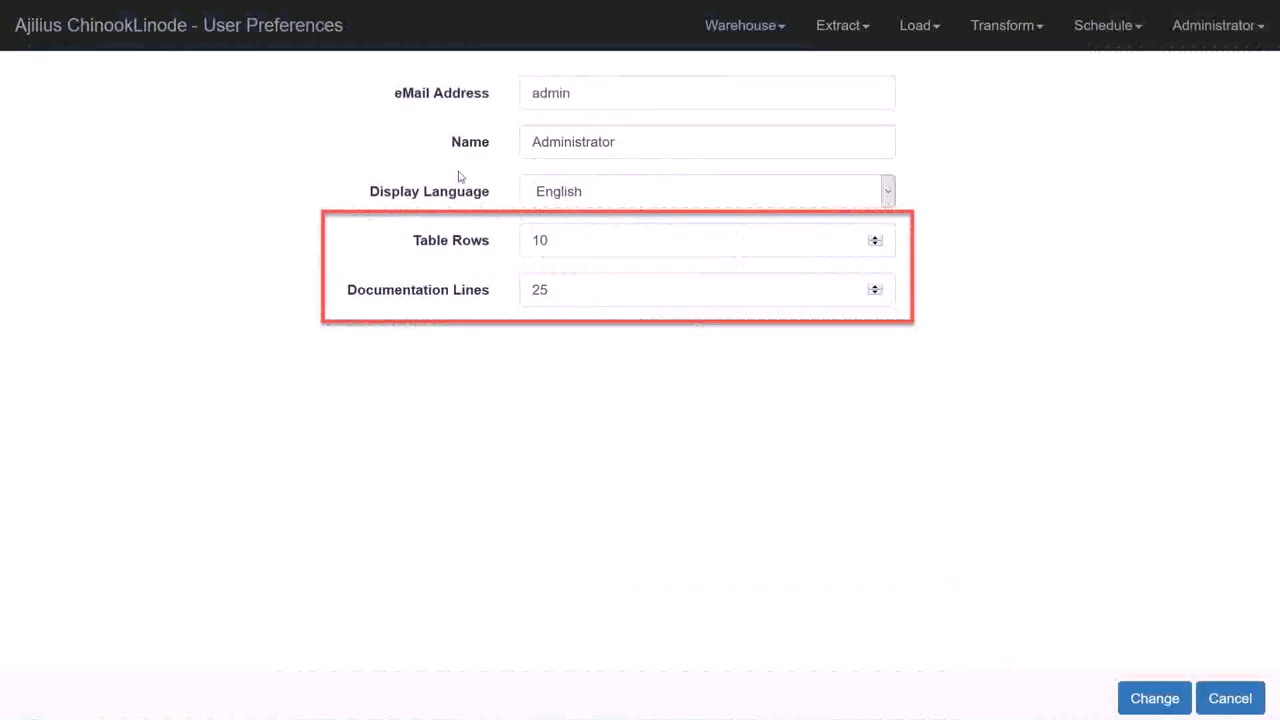 Ajilius ChinookLinode - User Preferences Warehouse Extract Load Transform Schedule Administrator
eMail Address admin
Name Administrator
Display Language English
Table Rows 10
Documentation Lines 25
Change Cancel